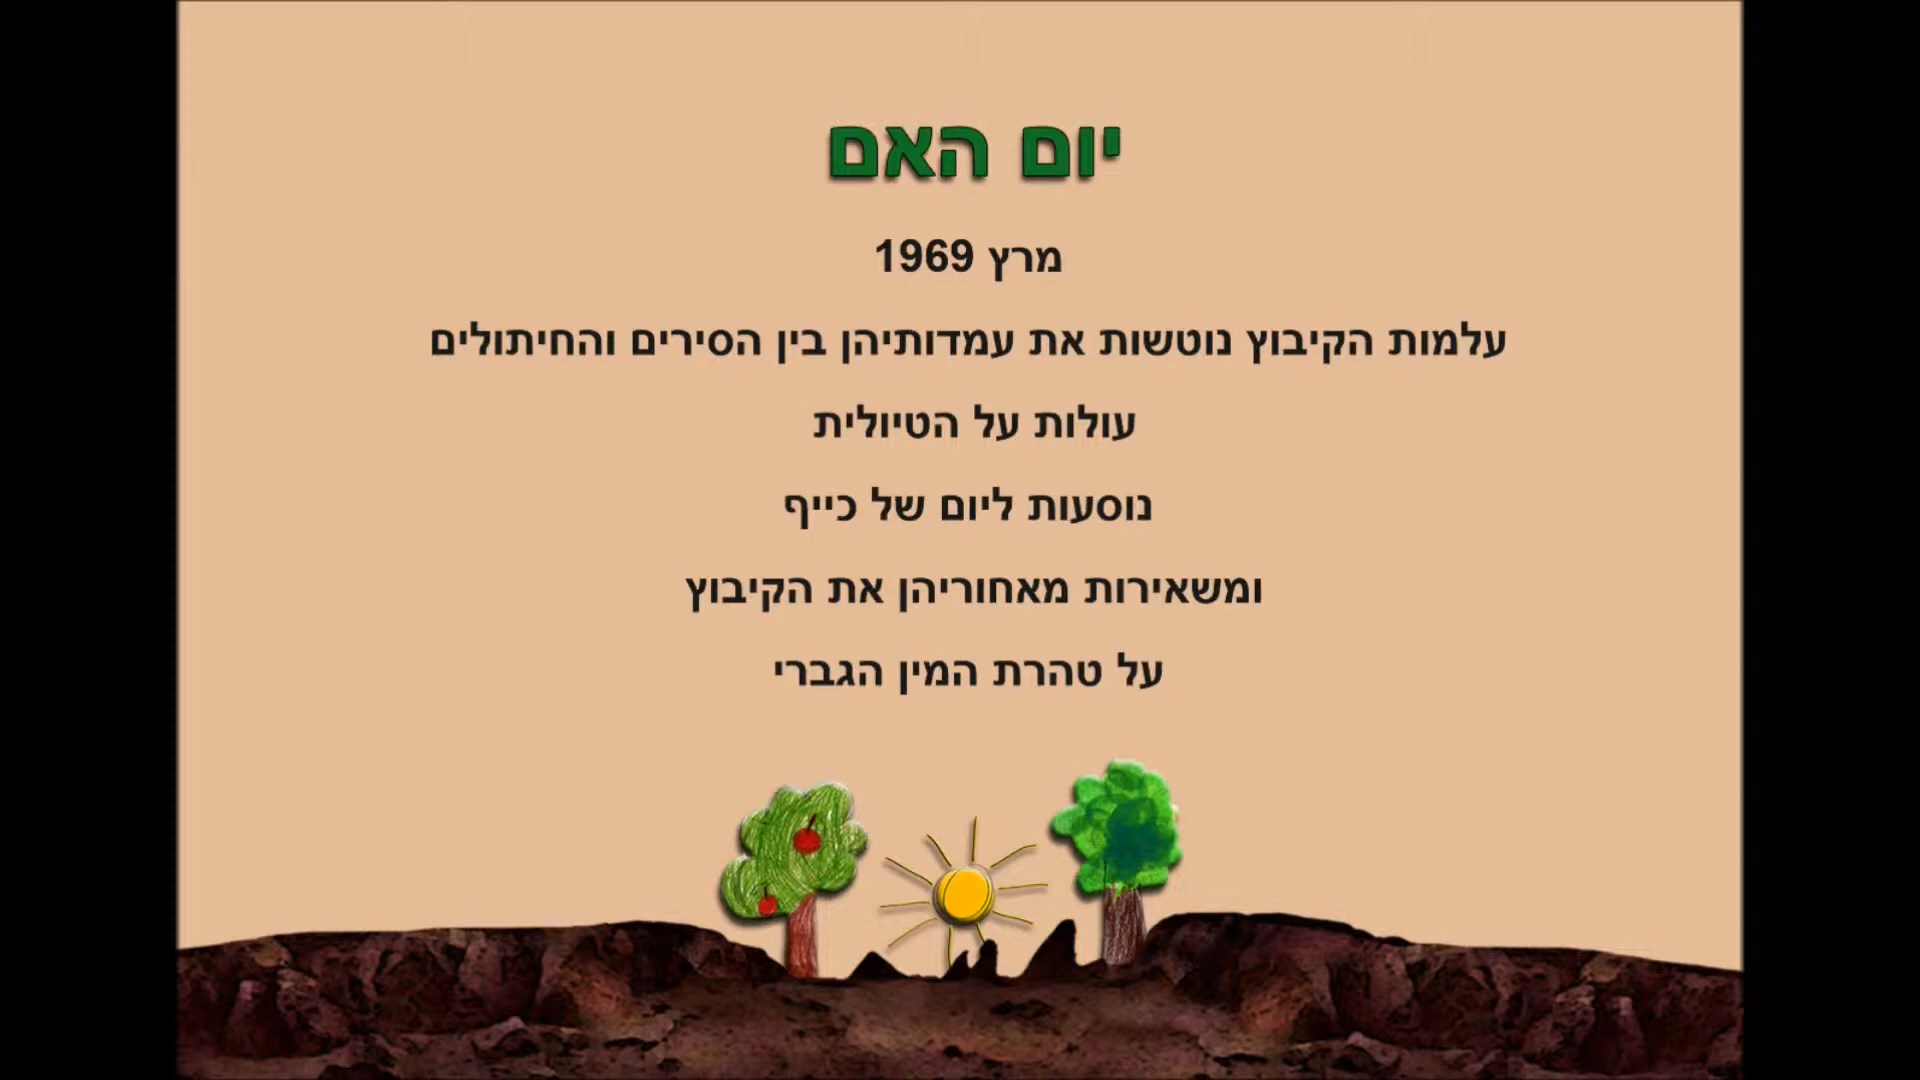 יום האם
מרץ 1969
עלמות הקיבוץ נוטשות את עמדותיהן בין הסירים והחיתולים
עולות על הטיולית
נוסעות ליום של כייף
ומשאירות מאחוריהן את הקיבוץ
על טהרת המין הגברי